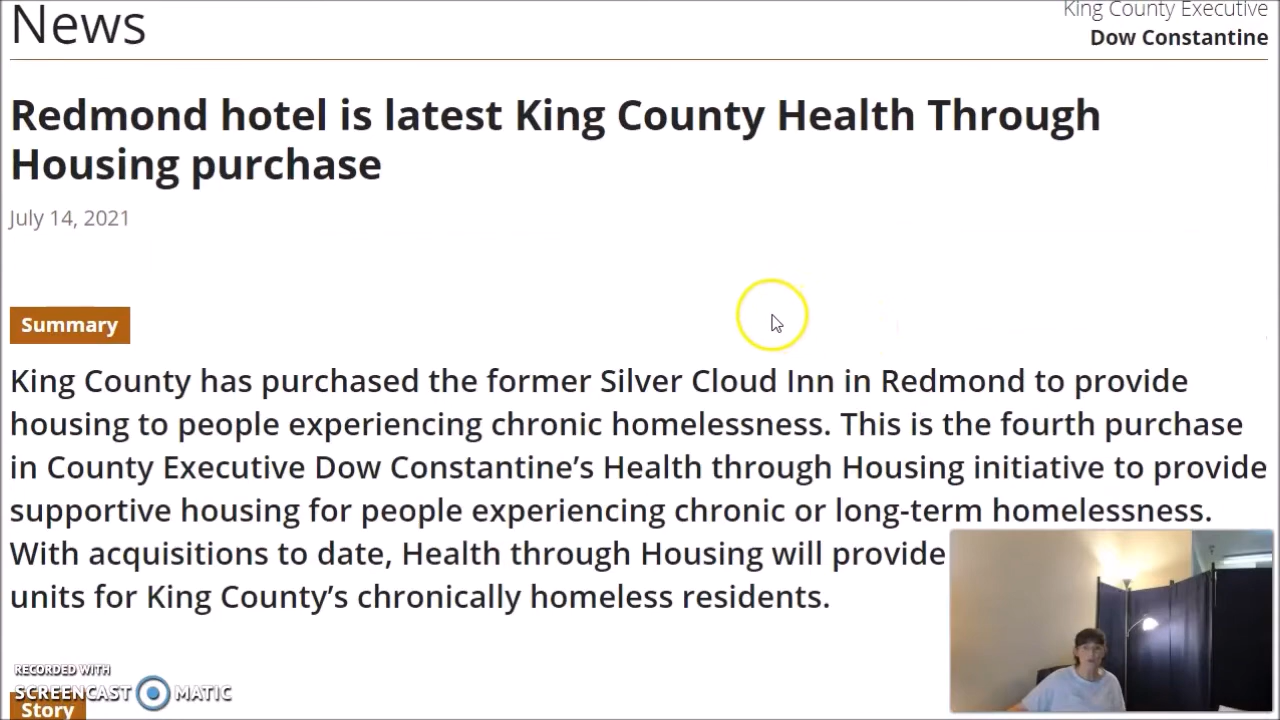 News
King County Executive
Dow Constantine
Redmond hotel is latest King County Health Through
Housing purchase
July 14, 2021
Summary
King County has purchased the former Silver Cloud Inn in Redmond to provide
housing to people experiencing chronic homelessness. This is the fourth purchase
in County Executive Dow Constantine’s Health through Housing initiative to provide
supportive housing for people experiencing chronic or long-term homelessness.
With acquisitions to date, Health through Housing will provide
units for King County’s chronically homeless residents.
RECORDED WITH
SCREENCAST MATIC
Story